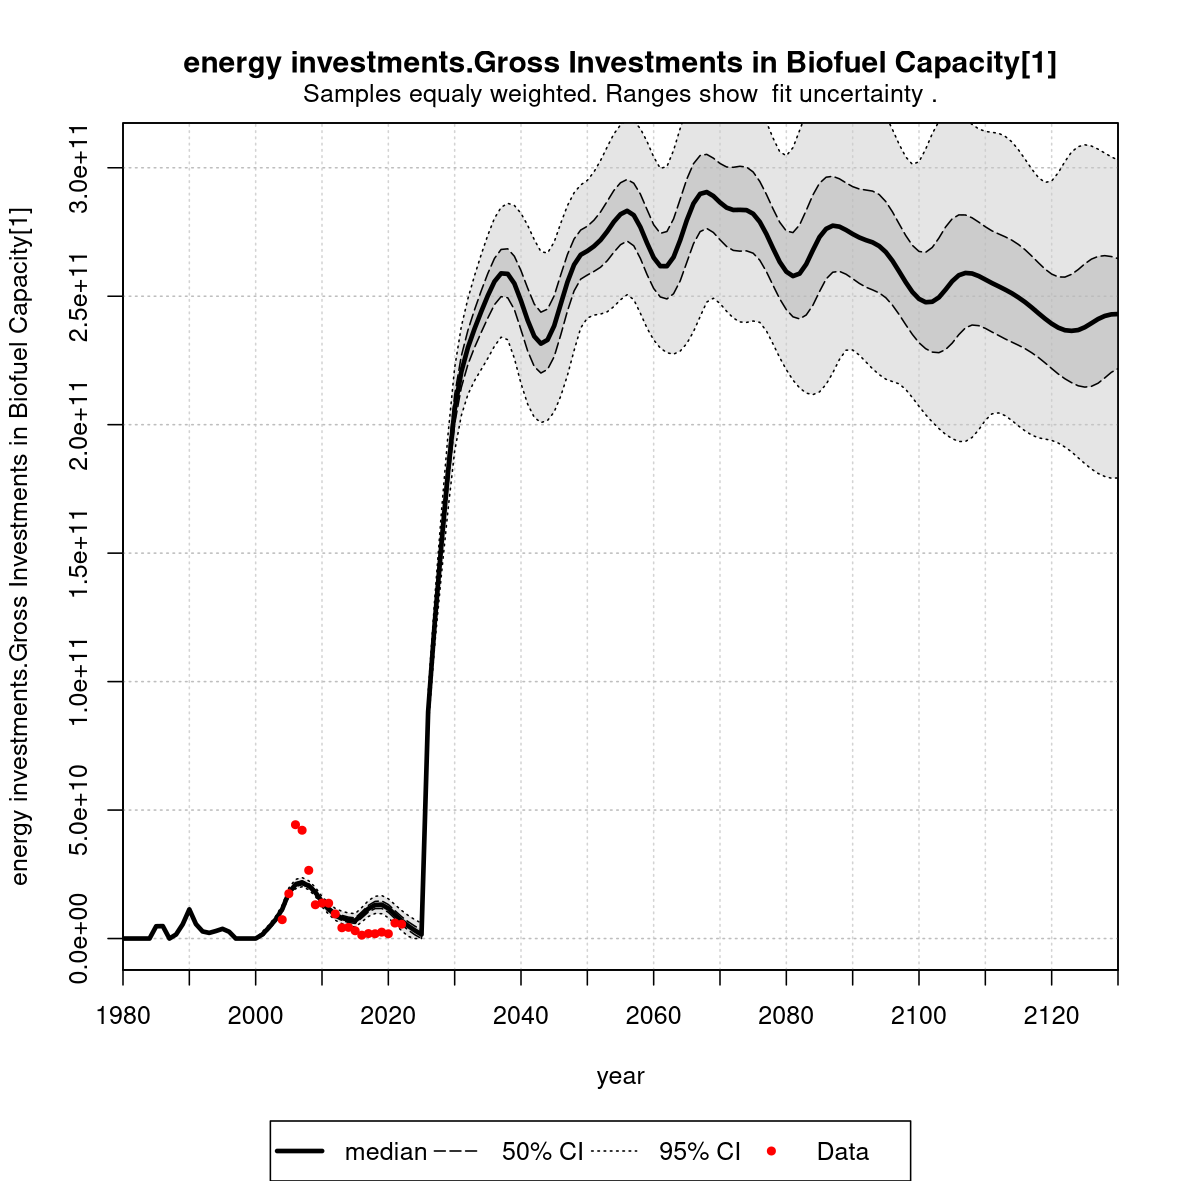 energy investments.Gross Investments in Biofuel Capacity[1]
Samples equaly weighted. Ranges show  fit uncertainty .
energy investments.Gross Investments in Biofuel Capacity[1]
3.0e+11
2.5e+11
2.0e+11
1.5e+11
1.0e+11
5.0e+10
0.0e+00
1980 2000 2020 2040 2060 2080 2100 2120
year
median 50% CI 95% CI Data